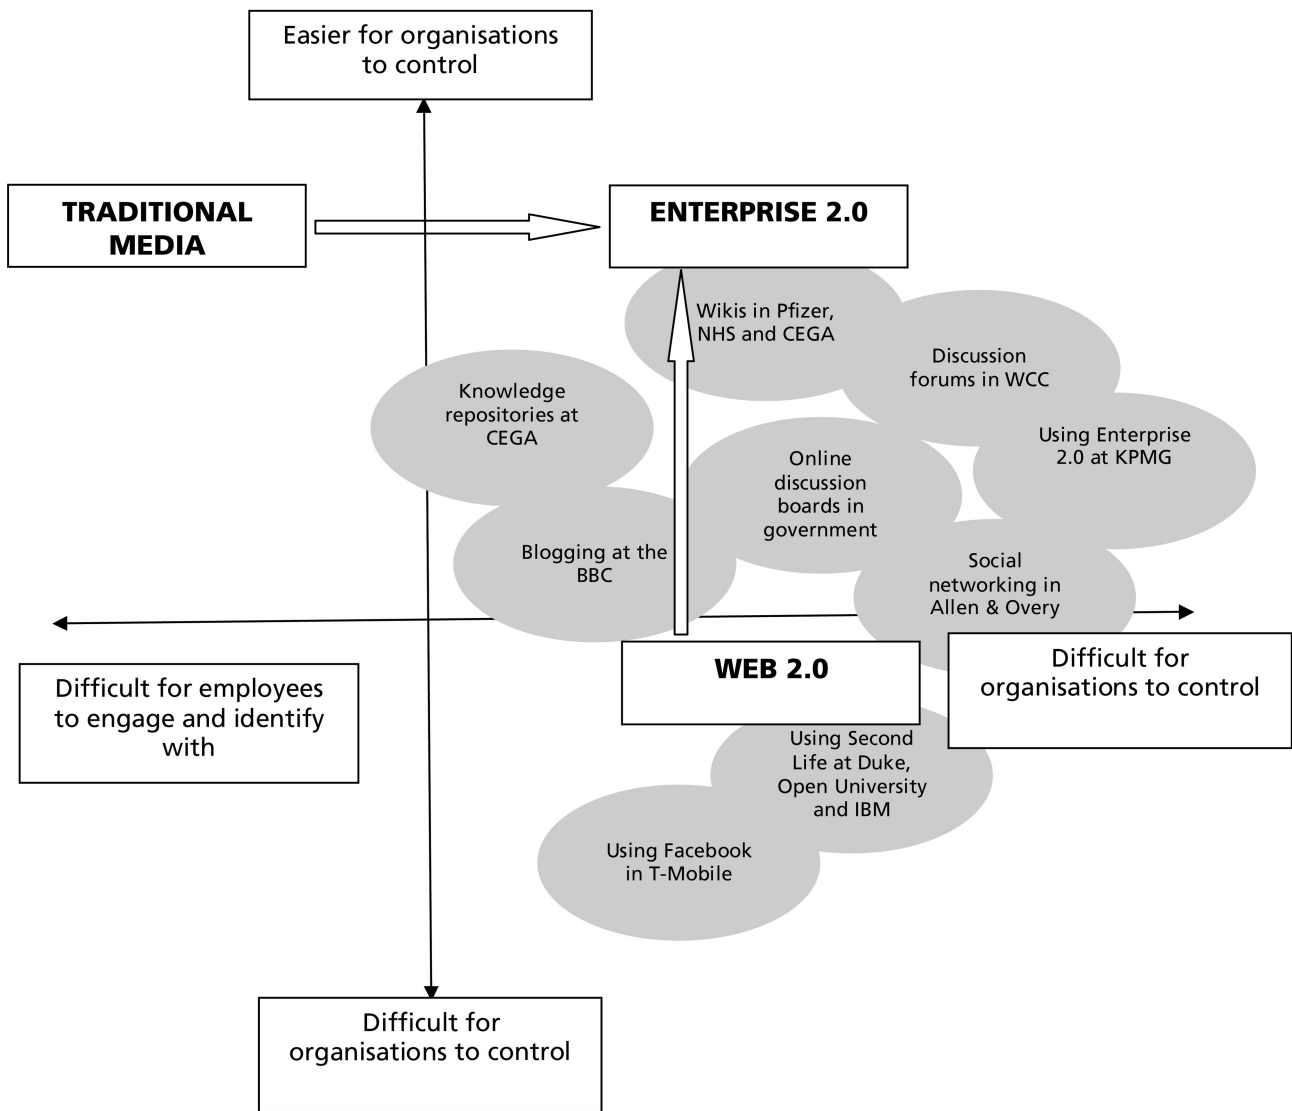 Easier for organisations
to control
TRADITIONAL
MEDIA
ENTERPRISE 2.0
Wikis in Pfizer,
NHS and CEGA
Discussion
forums in WCC
Knowledge
repositories at
CEGA
Using Enterprise
2.0 at KPMG
Online
discussion
boards in
government
Blogging at the
BBC
Social
networking in
Allen & Overy
Difficult for employees
to engage and identify
with
WEB 2.0
Difficult for
organisations to control
Using Second
Life at Duke,
Open University
and IBM
Using Facebook
in T-Mobile
Difficult for
organisations to control